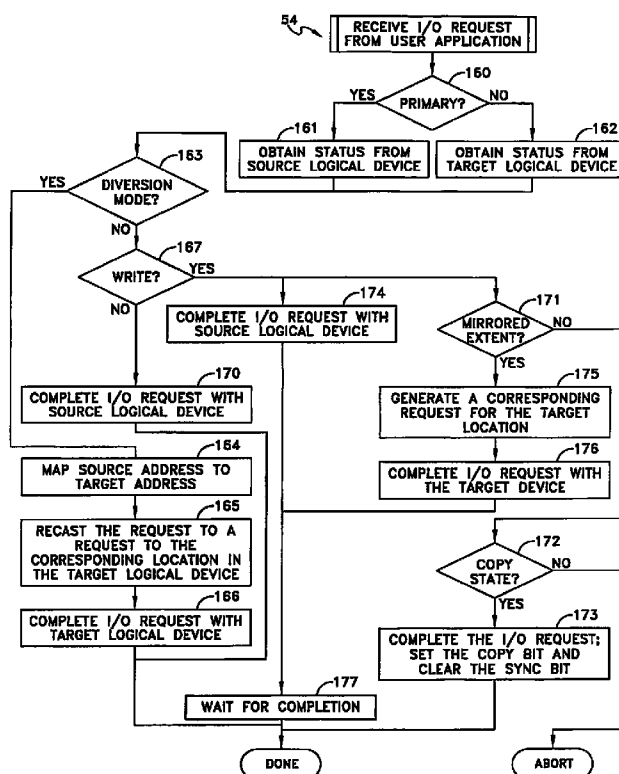 54
RECEIVE I/O REQUEST
FROM USER APPLICATION
160
YES
PRIMARY?
NO
161
OBTAIN STATUS FROM
SOURCE LOGICAL DEVICE
162
OBTAIN STATUS FROM
TARGET LOGICAL DEVICE
163
YES
DIVERSION
MODE?
NO
167
WRITE?
YES
NO
174
COMPLETE I/O REQUEST WITH
SOURCE LOGICAL DEVICE
171
MIRRORED
EXTENT?
NO
YES
170
COMPLETE I/O REQUEST WITH
SOURCE LOGICAL DEVICE
175
GENERATE A CORRESPONDING
REQUEST FOR THE TARGET
LOCATION
164
MAP SOURCE ADDRESS TO
TARGET ADDRESS
176
COMPLETE I/O REQUEST WITH
THE TARGET DEVICE
165
RECAST THE REQUEST TO A
REQUEST TO THE
CORRESPONDING LOCATION IN
THE TARGET LOGICAL DEVICE
172
COPY
STATE?
NO
YES
166
COMPLETE I/O REQUEST WITH
TARGET LOGICAL DEVICE
173
COMPLETE THE I/O REQUEST;
SET THE COPY BIT AND
CLEAR THE SYNC BIT
177
WAIT FOR COMPLETION
DONE
ABORT